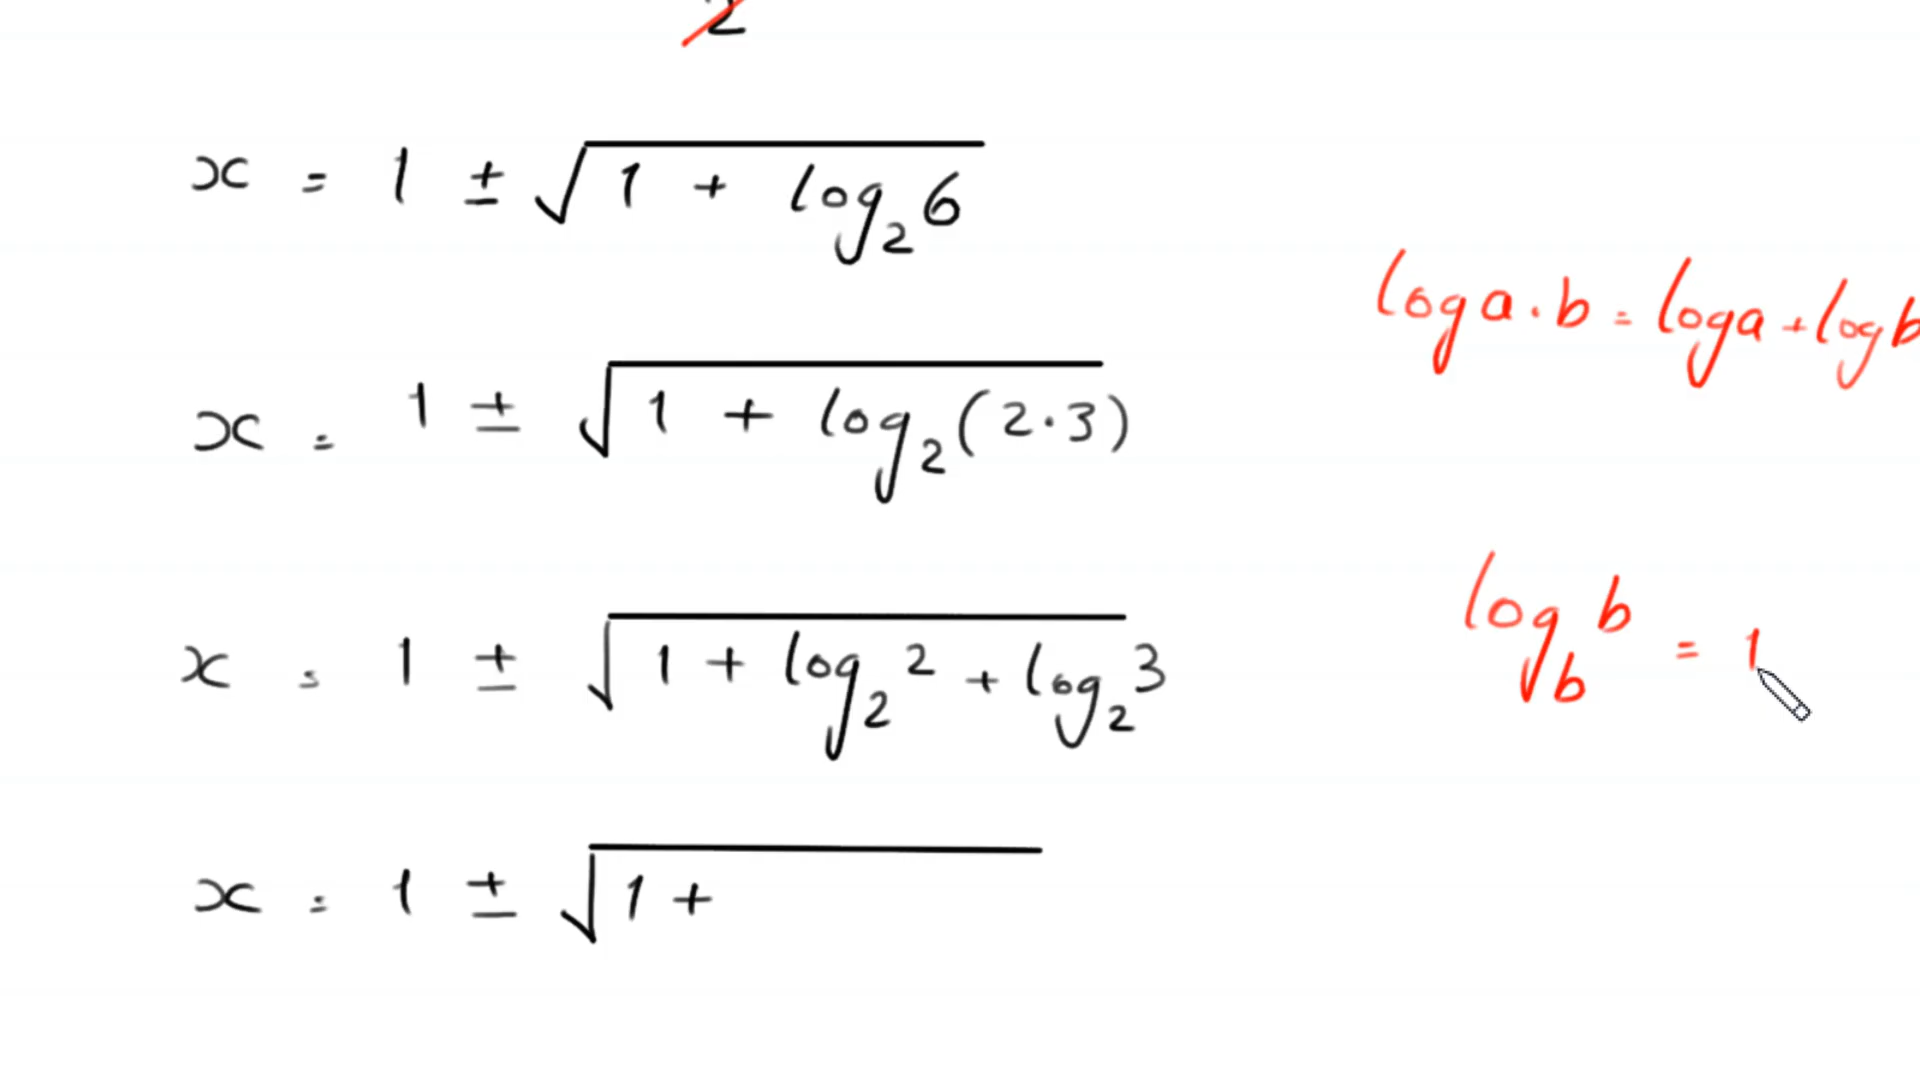 2
x = 1 ± √(1 + log₂6)
log a · b = log a + log b
x = 1 ± √(1 + log₂(2·3))
log_b b = 1
x = 1 ± √(1 + log₂2 + log₂3)
x = 1 ± √(1 +